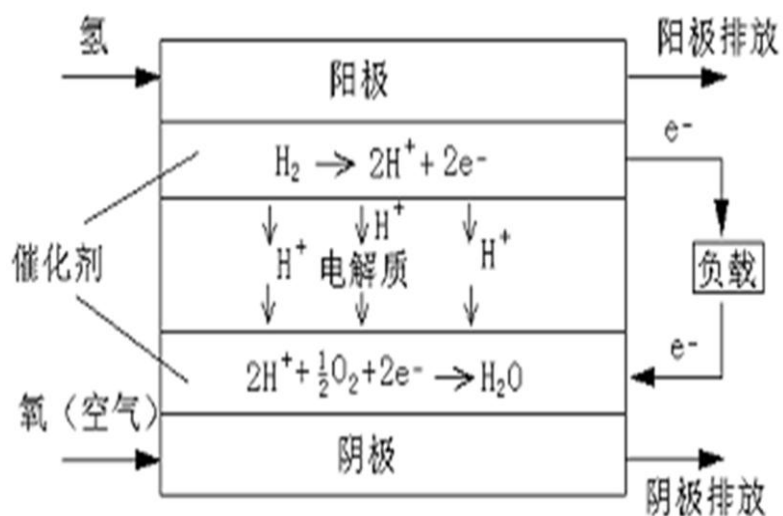 氢
阳极排放
阳极
e⁻
H₂ → 2H⁺ + 2e⁻
H⁺
H⁺
H⁺
催化剂
电解质
负载
e⁻
2H⁺ + ½O₂ + 2e⁻ → H₂O
氧（空气）
阴极
阴极排放